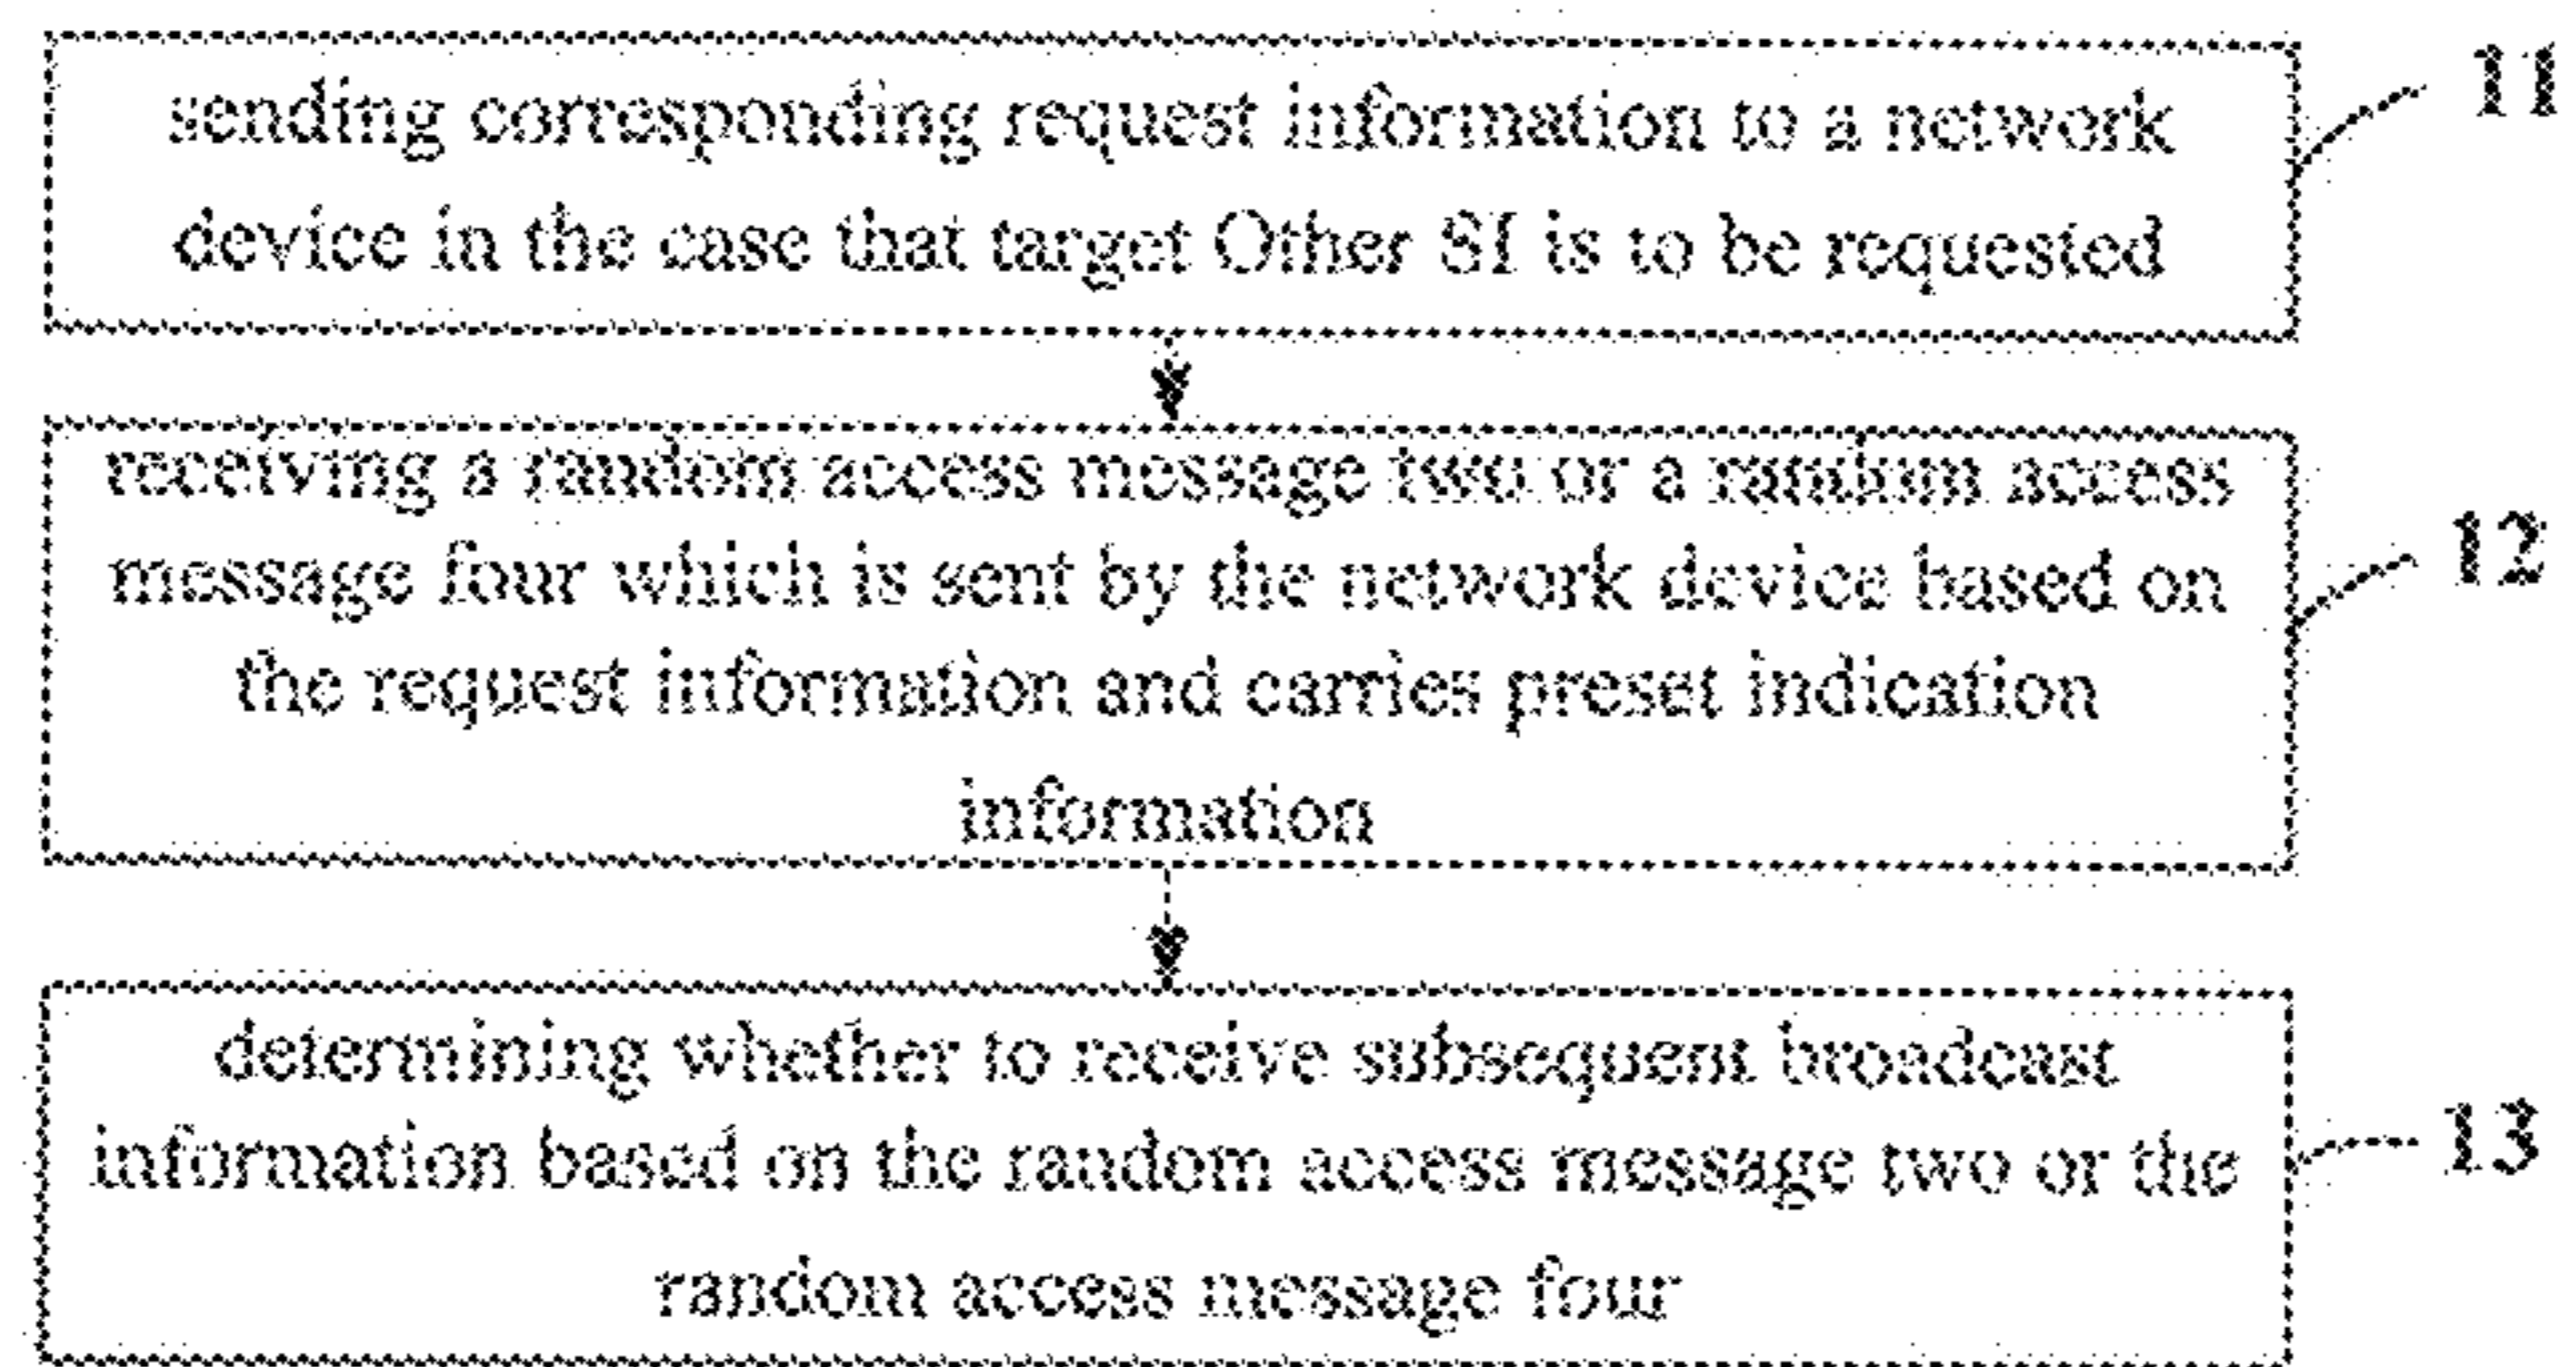 sending corresponding request information to a network
device in the case that target Other SI is to be requested
11
receiving a random access message two or a random access
message four which is sent by the network device based on
the request information and carries preset indication
information
12
determining whether to receive subsequent broadcast
information based on the random access message two or the
random access message four
13